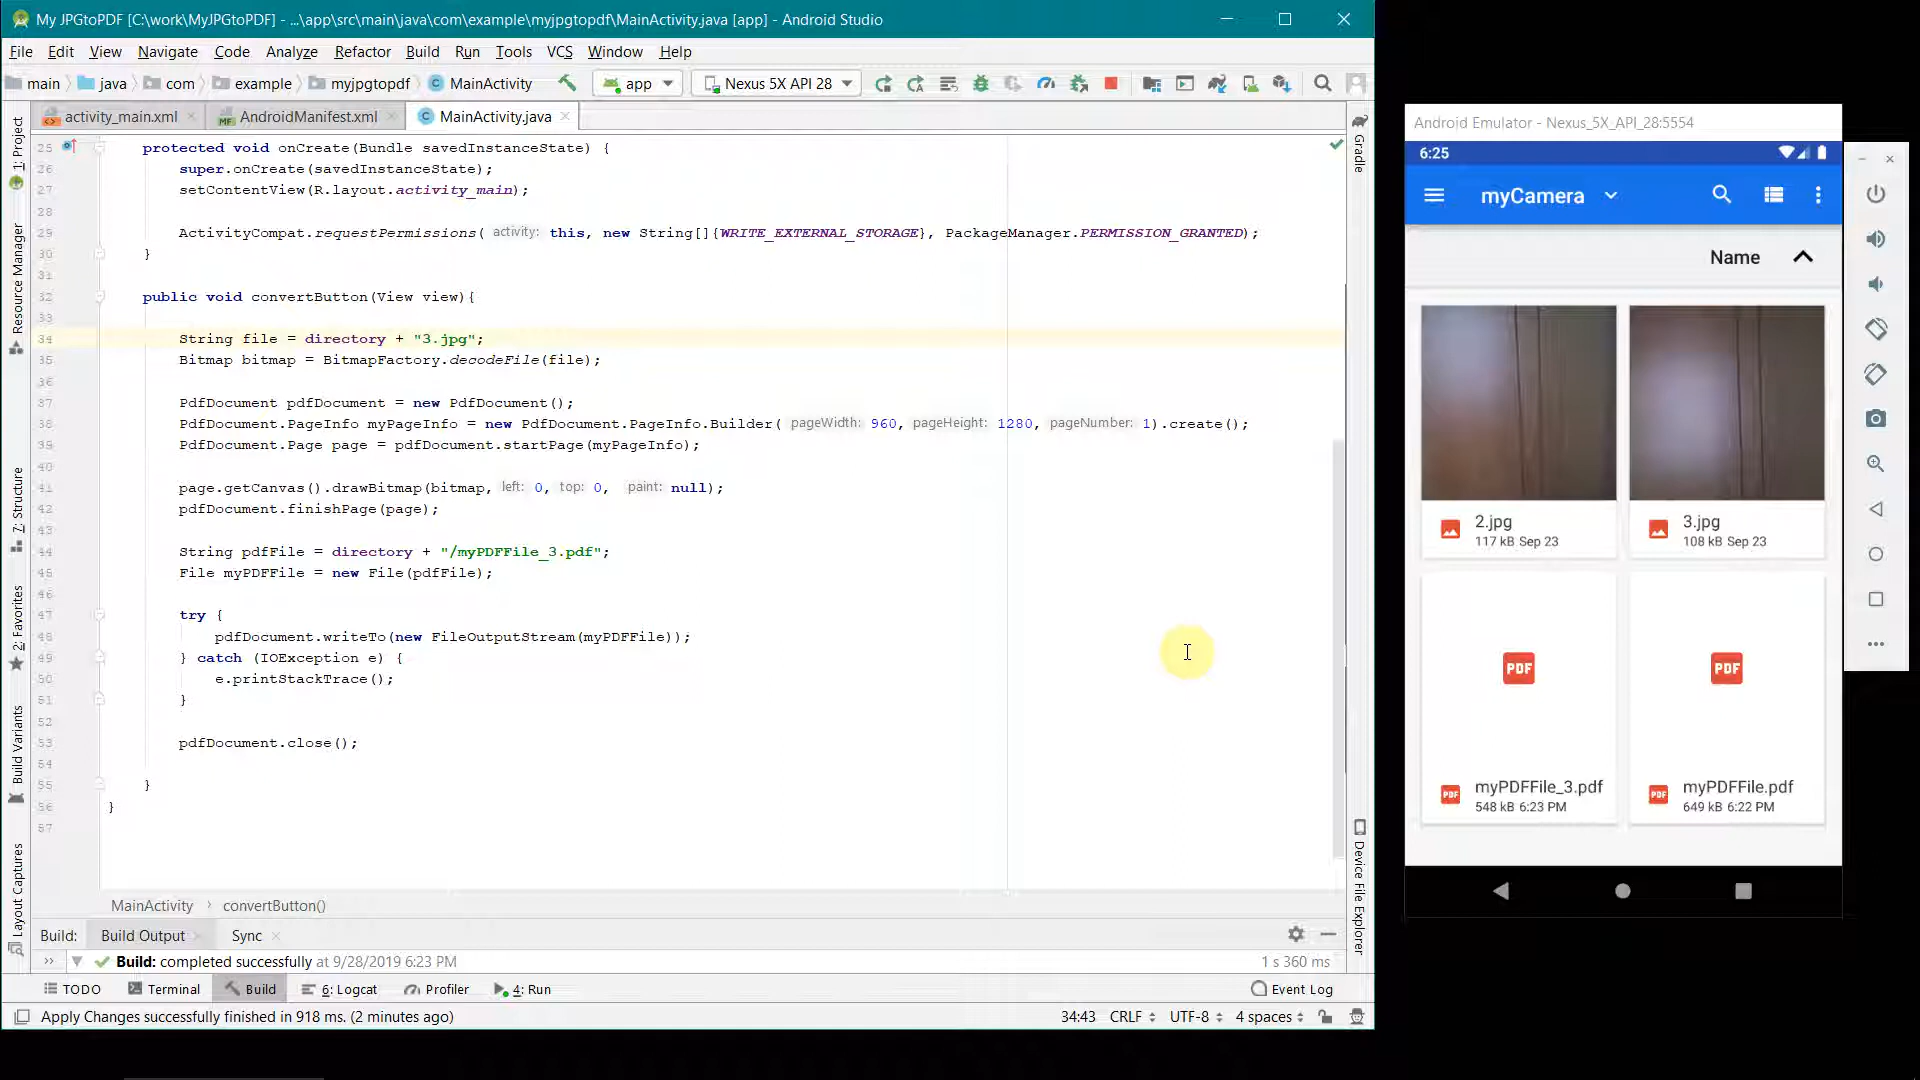 My JPGtoPDF [C:\work\MyJPGtoPDF] - ...\app\src\main\java\com\example\myjpgtopdf\MainActivity.java [app] - Android Studio
File Edit View Navigate Code Analyze Refactor Build Run Tools VCS Window Help
main java com example myjpgtopdf MainActivity app Nexus 5X API 28
activity_main.xml AndroidManifest.xml MainActivity.java
25 protected void onCreate(Bundle savedInstanceState) {
26 super.onCreate(savedInstanceState);
27 setContentView(R.layout.activity_main);
28
29 ActivityCompat.requestPermissions( activity: this, new String[]{WRITE_EXTERNAL_STORAGE}, PackageManager.PERMISSION_GRANTED);
30 }
31
32 public void convertButton(View view){
33
34 String file = directory + "3.jpg";
35 Bitmap bitmap = BitmapFactory.decodeFile(file);
36
37 PdfDocument pdfDocument = new PdfDocument();
38 PdfDocument.PageInfo myPageInfo = new PdfDocument.PageInfo.Builder( pageWidth: 960, pageHeight: 1280, pageNumber: 1).create();
39 PdfDocument.Page page = pdfDocument.startPage(myPageInfo);
40
41 page.getCanvas().drawBitmap(bitmap, left: 0, top: 0, paint: null);
42 pdfDocument.finishPage(page);
43
44 String pdfFile = directory + "/myPDFFile_3.pdf";
45 File myPDFFile = new File(pdfFile);
46
47 try {
48 pdfDocument.writeTo(new FileOutputStream(myPDFFile));
49 } catch (IOException e) {
50 e.printStackTrace();
51 }
52
53 pdfDocument.close();
54
55 }
56 }
57
MainActivity › convertButton()
Build: Build Output Sync
Build: completed successfully at 9/28/2019 6:23 PM 1 s 360 ms
TODO Terminal Build 6: Logcat Profiler 4: Run Event Log
Apply Changes successfully finished in 918 ms. (2 minutes ago) 34:43 CRLF UTF-8 4 spaces
1: Project
Resource Manager
7: Structure
2: Favorites
Build Variants
Layout Captures
Gradle
Device File Explorer
Android Emulator - Nexus_5X_API_28:5554
6:25
myCamera
Name
2.jpg
117 kB Sep 23
3.jpg
108 kB Sep 23
PDF
PDF
PDF
myPDFFile_3.pdf
548 kB 6:23 PM
PDF
myPDFFile.pdf
649 kB 6:22 PM